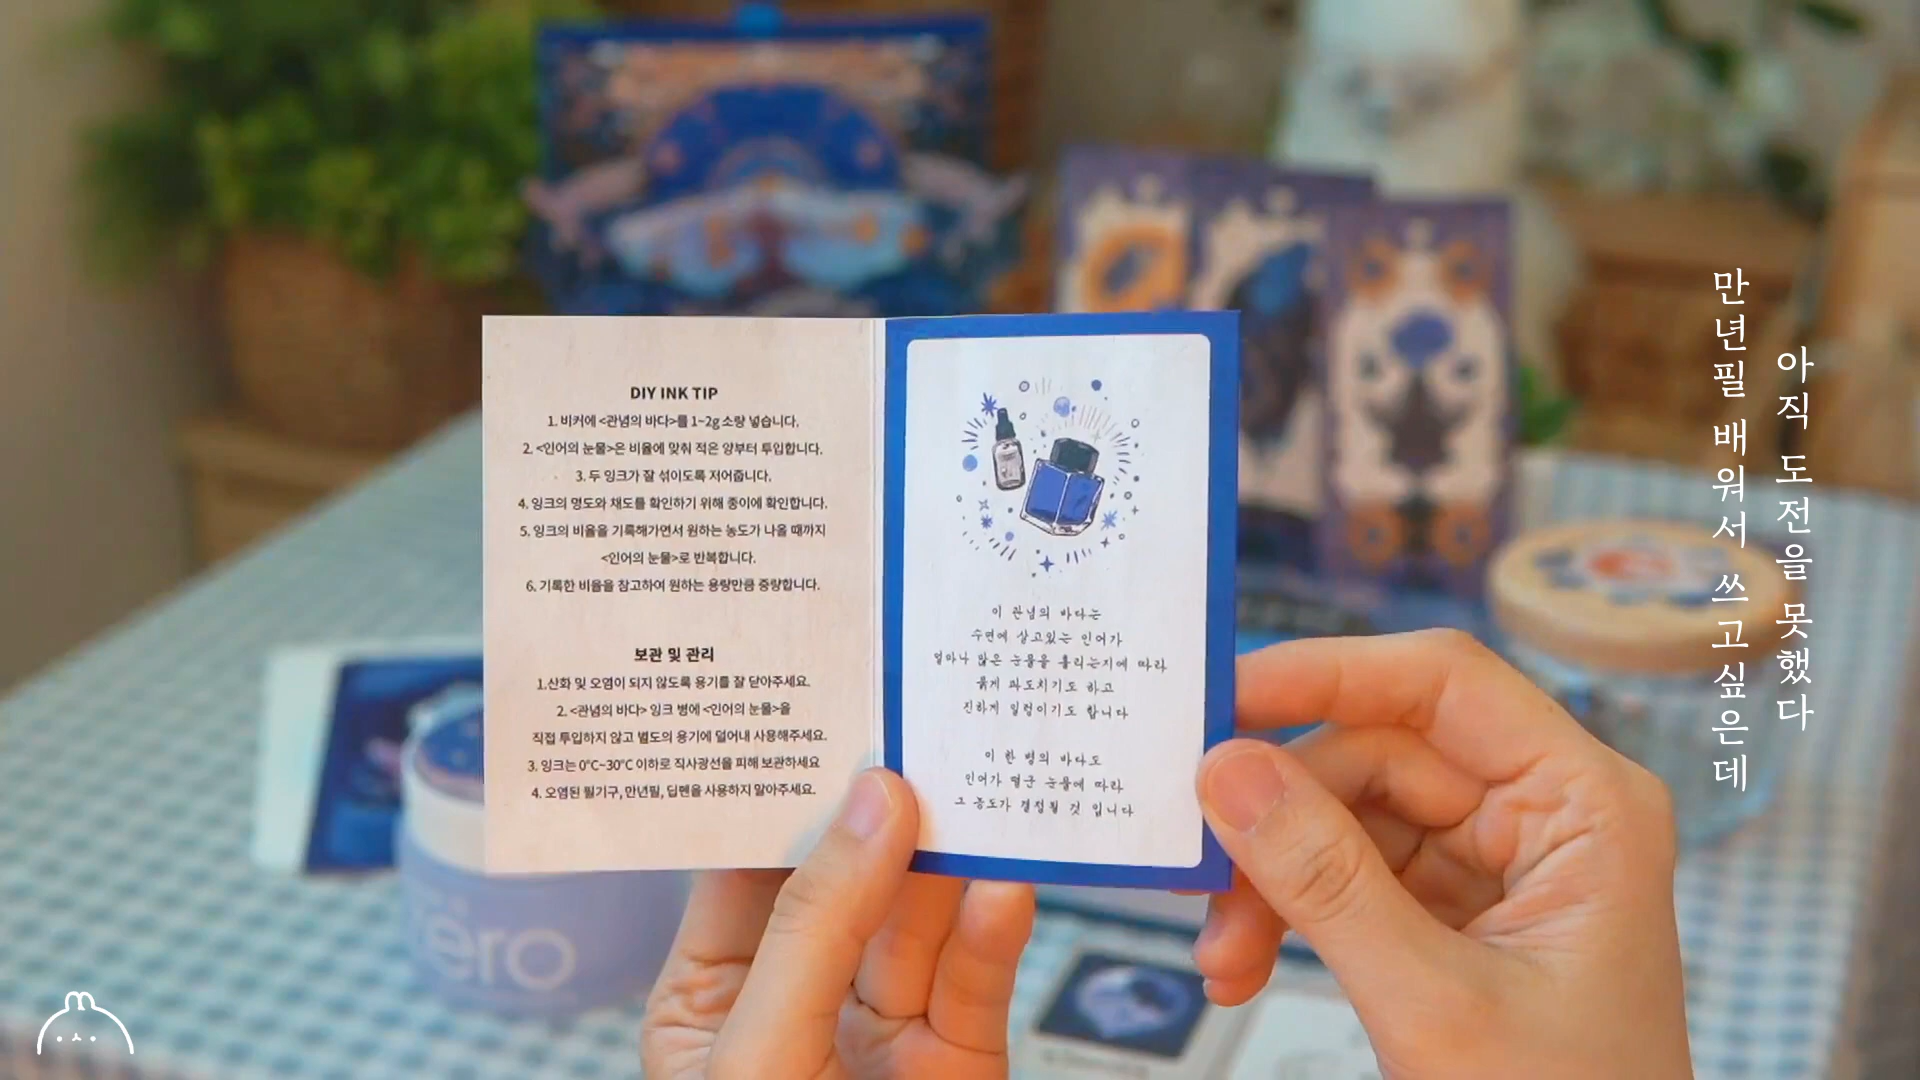 DIY INK TIP
1. 비커에 <관념의 바다>를 1~2g 소량 넣습니다.
2. <인어의 눈물>은 비율에 맞춰 적은 양부터 투입합니다.
3. 두 잉크가 잘 섞이도록 저어줍니다.
4. 잉크의 명도와 채도를 확인하기 위해 종이에 확인합니다.
5. 잉크의 비율을 기록해가면서 원하는 농도가 나올 때까지
<인어의 눈물>로 반복합니다.
6. 기록한 비율을 참고하여 원하는 용량만큼 증량합니다.
보관 및 관리
1.산화 및 오염이 되지 않도록 용기를 잘 닫아주세요.
2. <관념의 바다> 잉크 병에 <인어의 눈물>을
직접 투입하지 않고 별도의 용기에 덜어내 사용해주세요.
3. 잉크는 0°C~30°C 이하로 직사광선을 피해 보관하세요
4. 오염된 필기구, 만년필, 딥펜을 사용하지 말아주세요.
이 관념의 바다는
수면에 살고있는 인어가
얼마나 많은 눈물을 흘리는지에 따라
붉게 파도치기도 하고
진하게 일렁이기도 합니다
이 한 병의 바다도
인어가 떨군 눈물에 따라
그 농도가 결정될 것 입니다
만년필 배워서 쓰고싶은데
아직 도전을 못했다
ero